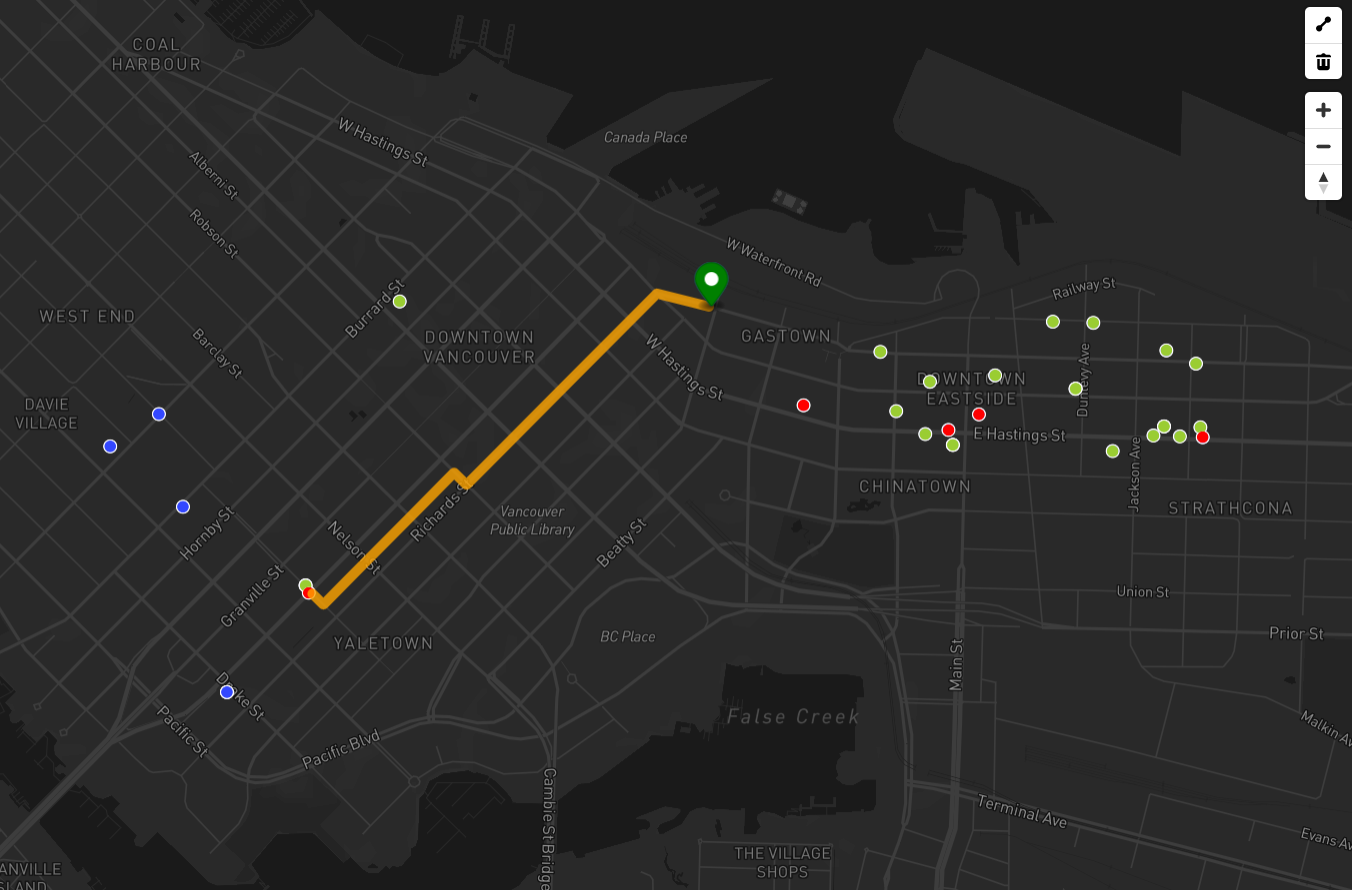 COAL
HARBOUR
W Hastings St
Canada Place
Alberni St
Robson St
W Waterfront Rd
Burrard St
Railway St
WEST END
DOWNTOWN
VANCOUVER
GASTOWN
Barclay St
W Hastings St
DOWNTOWN
EASTSIDE
Dunlevy Ave
DAVIE
VILLAGE
E Hastings St
Jackson Ave
CHINATOWN
STRATHCONA
Richards S
Vancouver
Public Library
Hornby St
Nelson St
Beatty St
Granville St
Union St
YALETOWN
BC Place
Prior St
Main St
Drake St
False Creek
Pacific St
Pacific Blvd
Malkin Av
Cambie St Bridge
Terminal Ave
Evans Av
THE VILLAGE
SHOPS
ANVILLE
SLAND